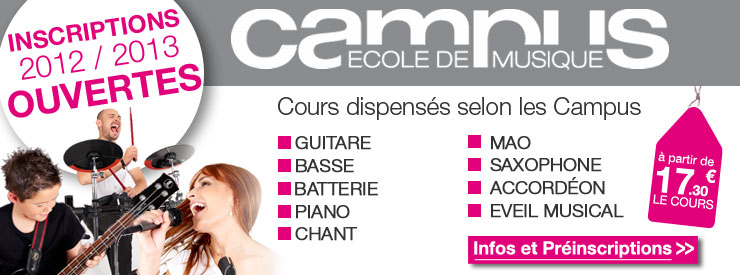 INSCRIPTIONS
2012 / 2013
OUVERTES
campus
ECOLE DE MUSIQUE
Cours dispensés selon les Campus
GUITARE
BASSE
BATTERIE
PIANO
CHANT
MAO
SAXOPHONE
ACCORDÉON
EVEIL MUSICAL
à partir de
17.30 €
LE COURS
Infos et Préinscriptions >>